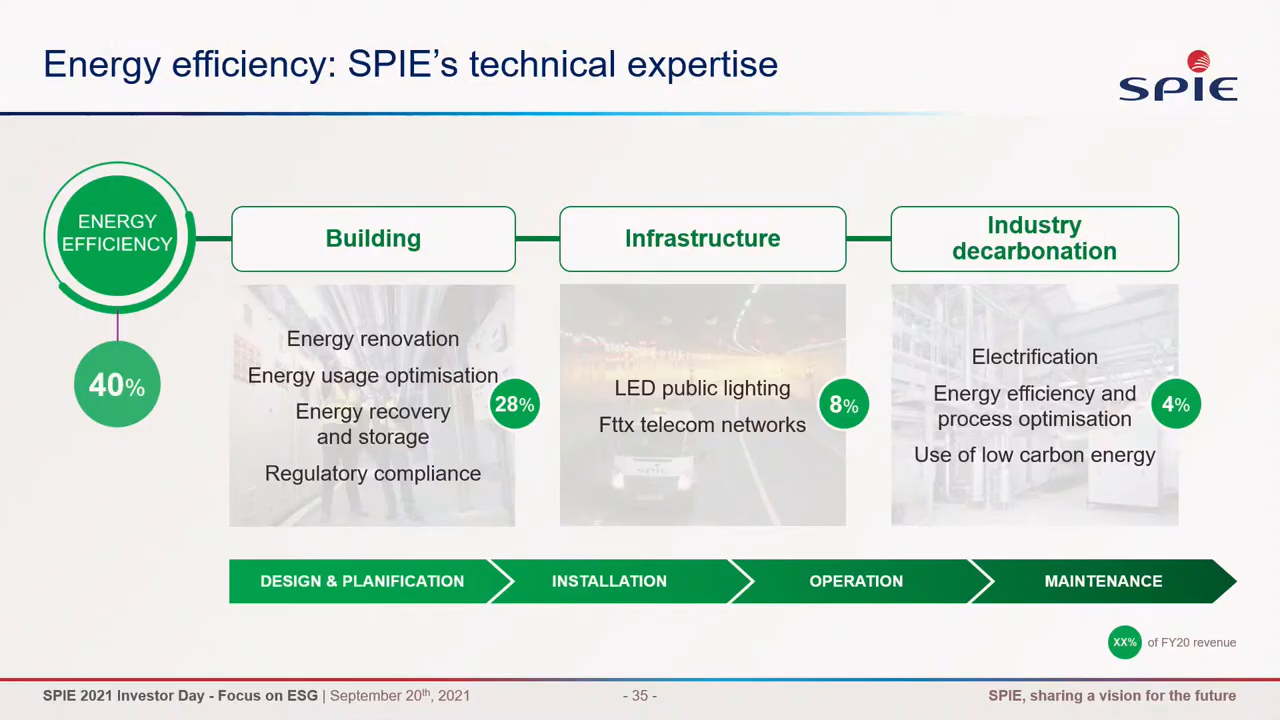 Energy efficiency: SPIE's technical expertise
SPIE
ENERGY
EFFICIENCY
40%
Building
Energy renovation
Energy usage optimisation
Energy recovery
and storage
Regulatory compliance
28%
Infrastructure
LED public lighting
Fttx telecom networks
8%
SPIE
Industry
decarbonation
Electrification
Energy efficiency and
process optimisation
Use of low carbon energy
4%
DESIGN & PLANIFICATION
INSTALLATION
OPERATION
MAINTENANCE
XX% of FY20 revenue
SPIE 2021 Investor Day - Focus on ESG | September 20th, 2021
- 35 -
SPIE, sharing a vision for the future